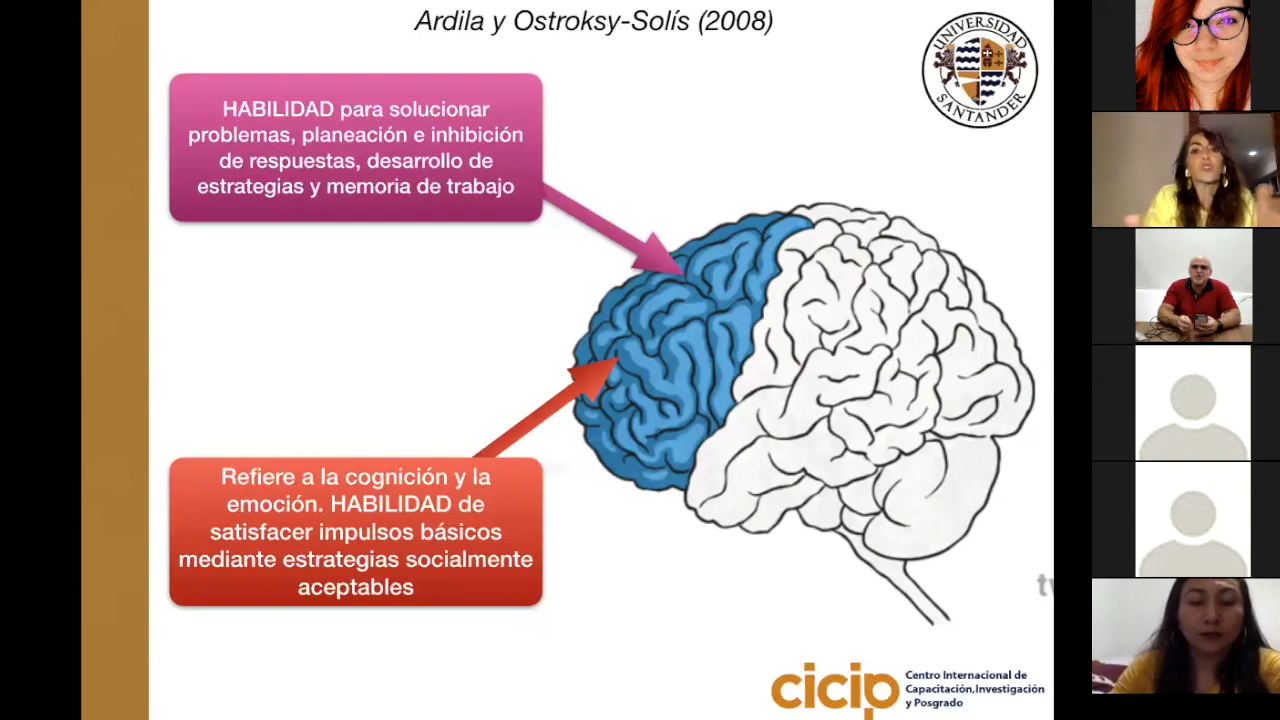 Ardila y Ostroksy-Solís (2008)
UNIVERSIDAD
SANTANDER
HABILIDAD para solucionar
problemas, planeación e inhibición
de respuestas, desarrollo de
estrategias y memoria de trabajo
Refiere a la cognición y la
emoción. HABILIDAD de
satisfacer impulsos básicos
mediante estrategias socialmente
aceptables
cicip
Centro Internacional de
Capacitación,Investigación
y Posgrado